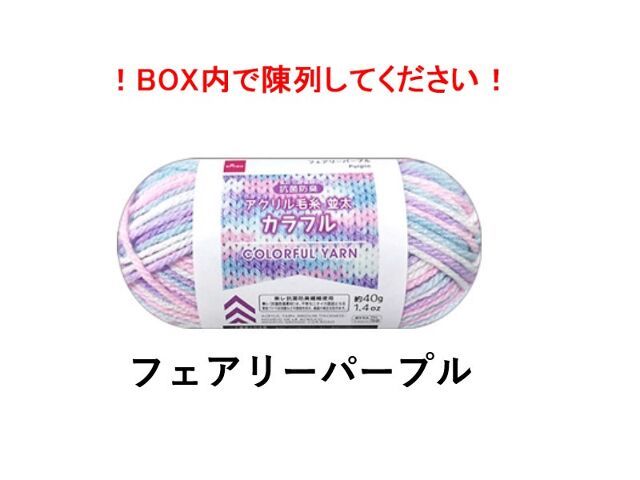 ！BOX内で陳列してください！
フェアリーパープル
Purple
抗菌防臭
アクリル毛糸 並太
カラフル
COLORFUL YARN
約40g
1.4oz
フェアリーパープル